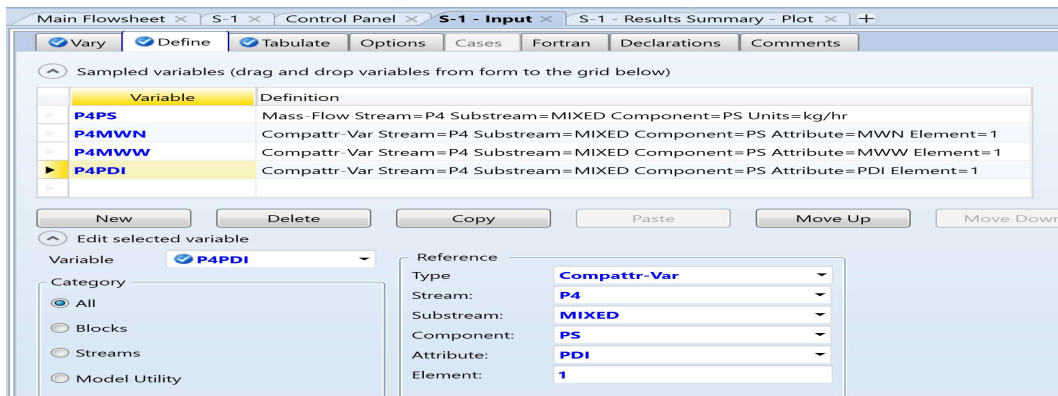 Main Flowsheet × S-1 × Control Panel × S-1 - Input × S-1 - Results Summary - Plot × +
Vary Define Tabulate Options Cases Fortran Declarations Comments
Sampled variables (drag and drop variables from form to the grid below)
Variable Definition
P4PS Mass-Flow Stream=P4 Substream=MIXED Component=PS Units=kg/hr
P4MWN Compattr-Var Stream=P4 Substream=MIXED Component=PS Attribute=MWN Element=1
P4MWW Compattr-Var Stream=P4 Substream=MIXED Component=PS Attribute=MWW Element=1
P4PDI Compattr-Var Stream=P4 Substream=MIXED Component=PS Attribute=PDI Element=1
New Delete Copy Paste Move Up Move Down
Edit selected variable
Variable P4PDI
Category
All
Blocks
Streams
Model Utility
Reference
Type Compattr-Var
Stream: P4
Substream: MIXED
Component: PS
Attribute: PDI
Element: 1